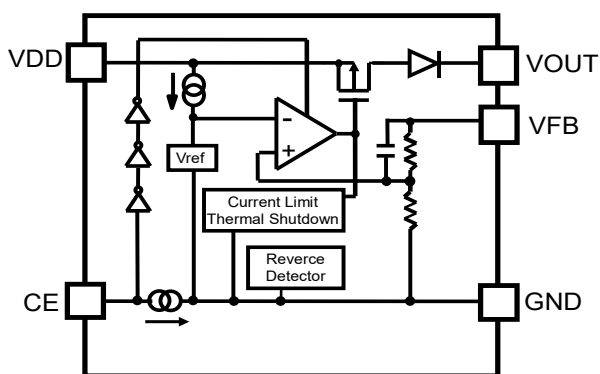 VDD
VOUT
VFB
-
+
Vref
Current Limit
Thermal Shutdown
Reverce
Detector
CE
GND